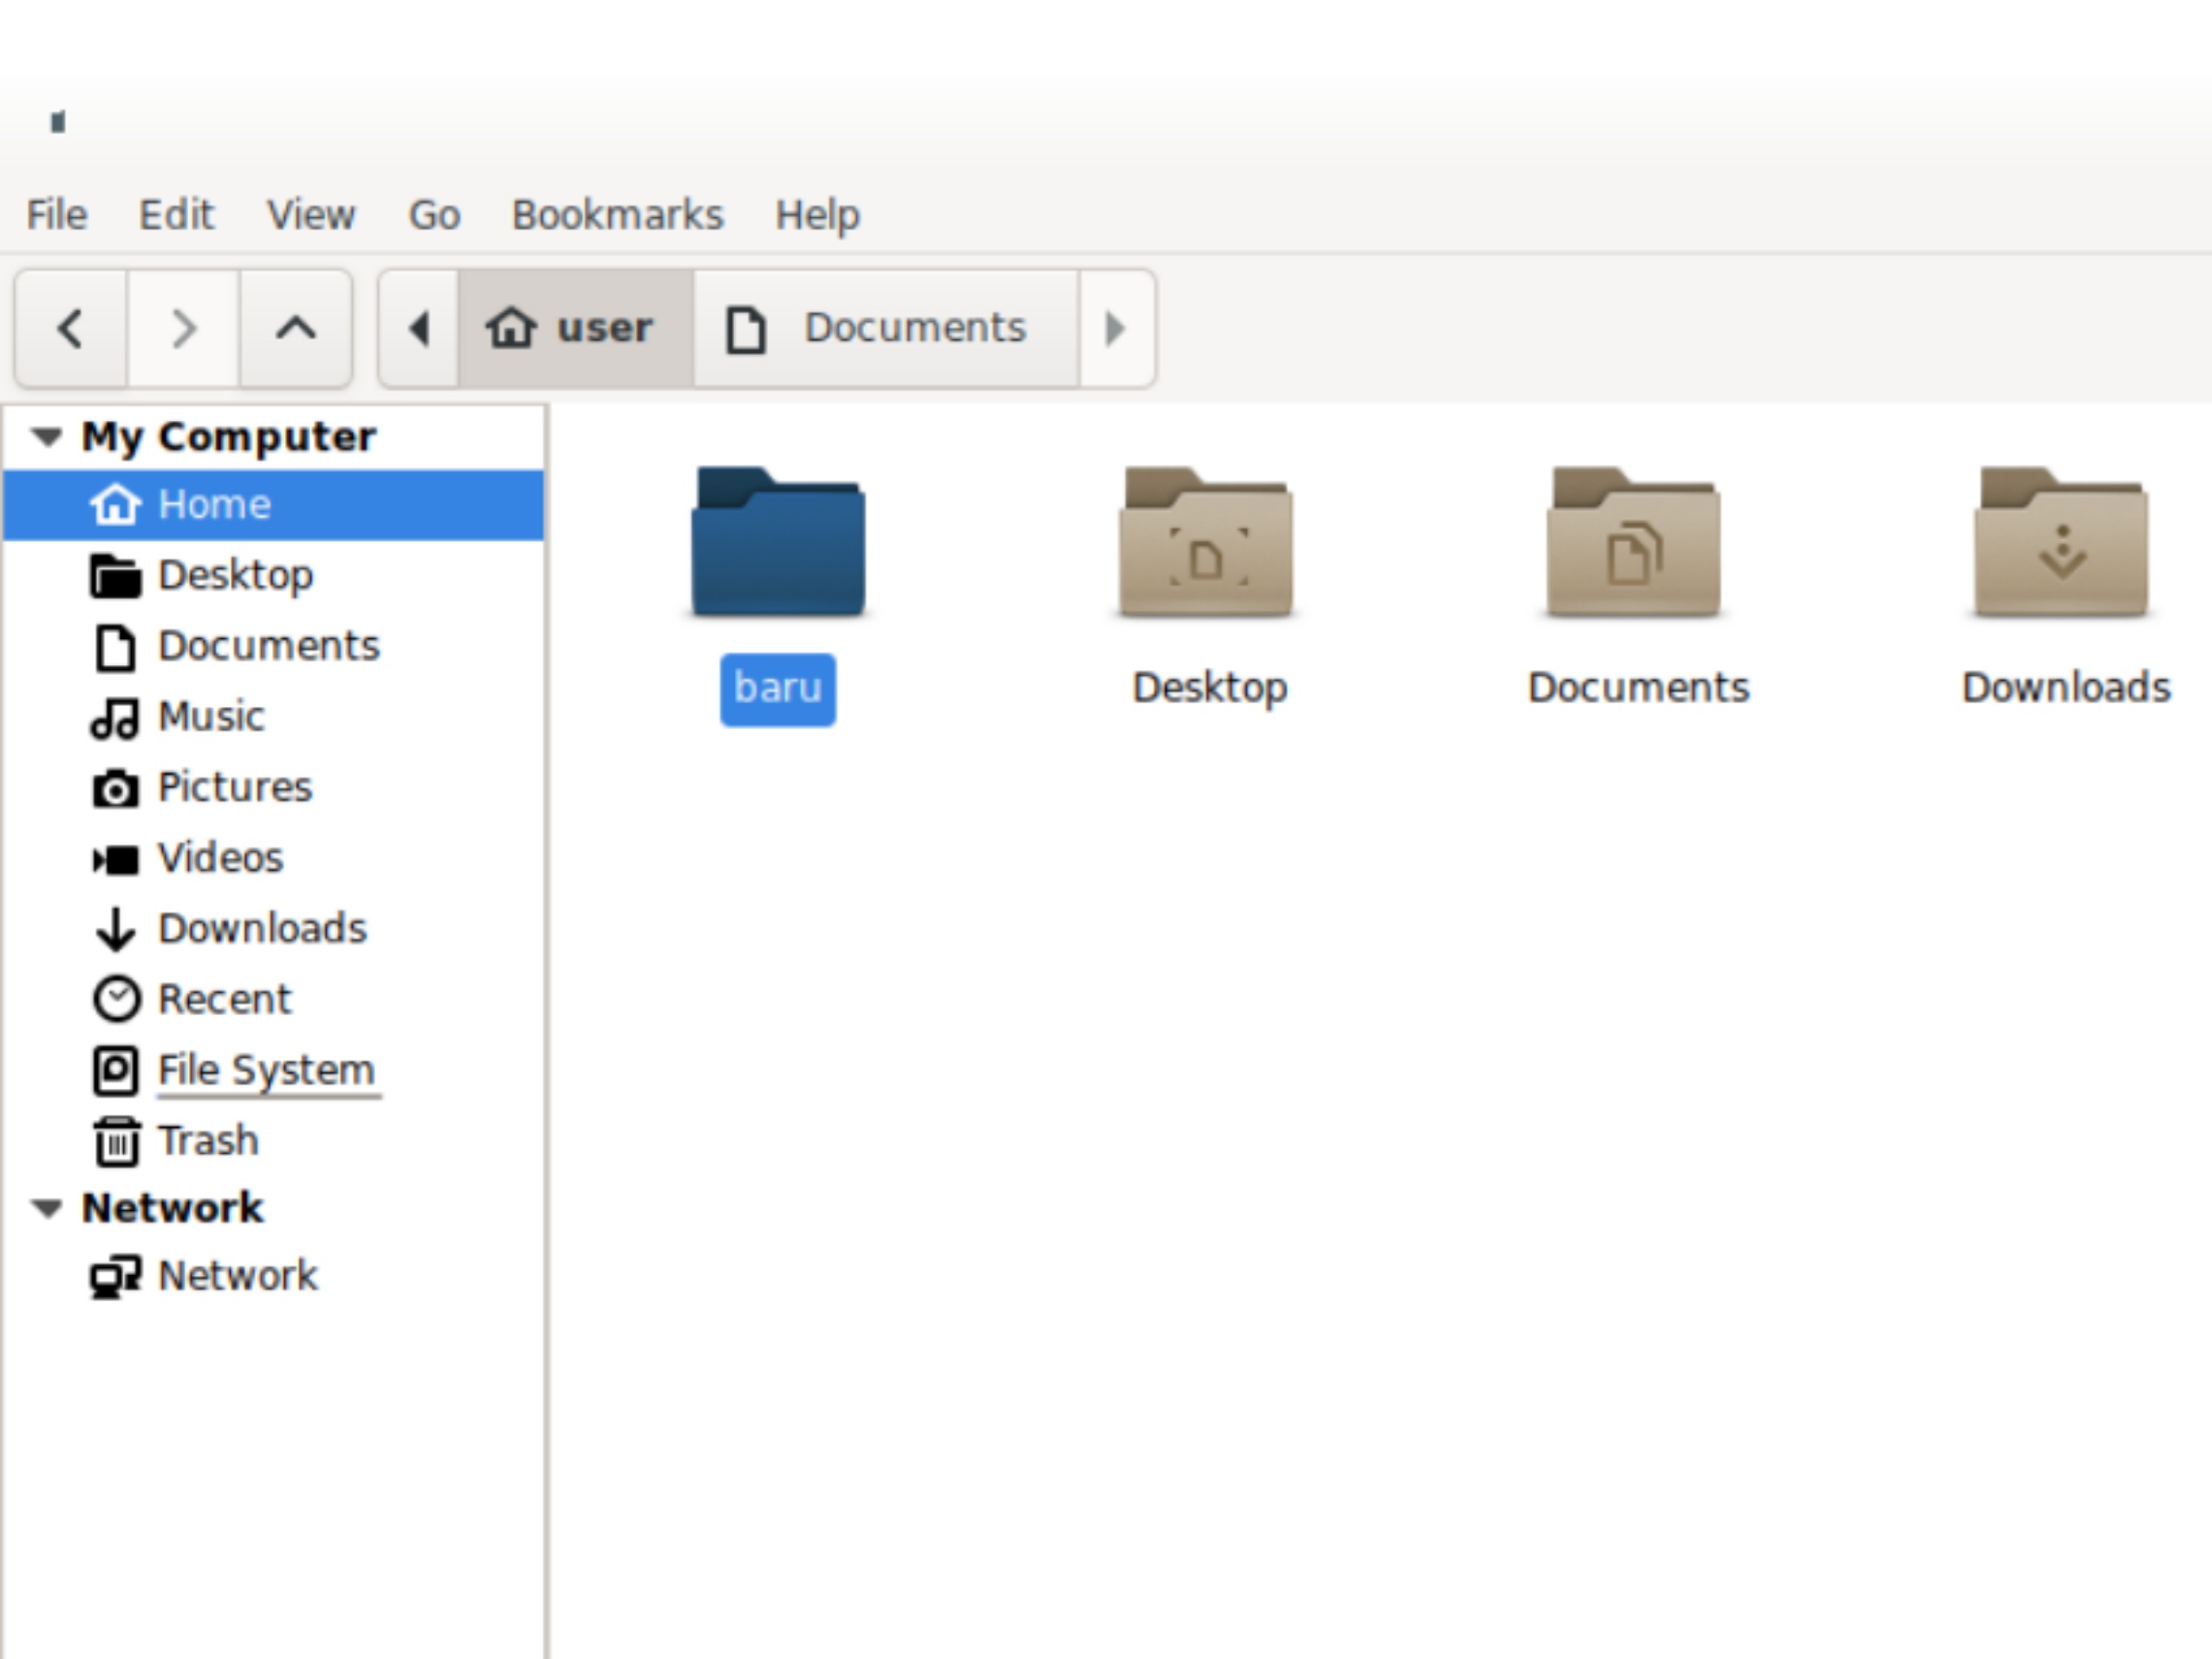 File Edit View Go Bookmarks Help
user Documents
My Computer
Home
Desktop
Documents
Music
Pictures
Videos
Downloads
Recent
File System
Trash
Network
Network
baru Desktop Documents Downloads